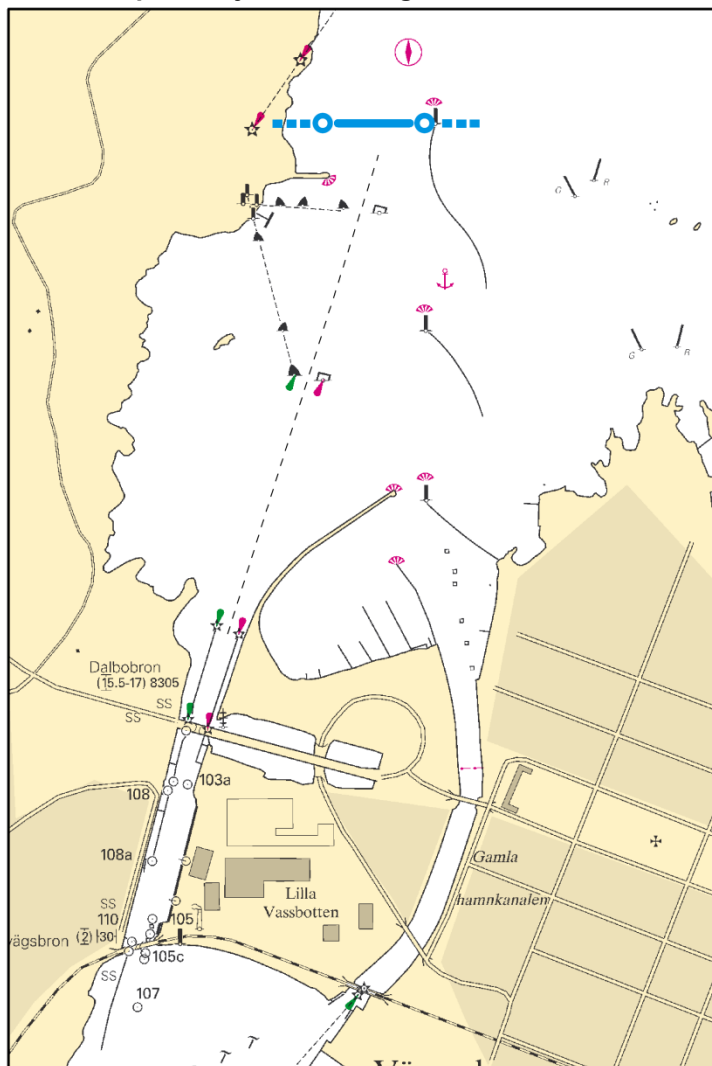 G
R
G
R
Dalbobron
(15.5-17) 8305
SS
SS
103a
108
108a
Gamla
hamnkanalen
Lilla
Vassbotten
SS
110
105
vägsbron (2) 30
105c
SS
107